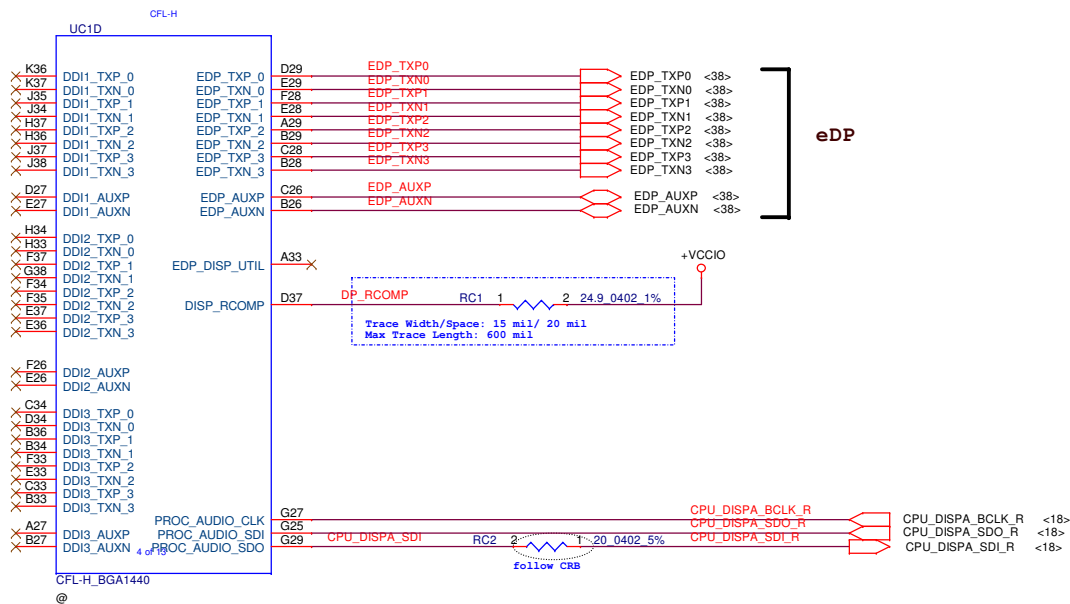 CFL-H
UC1D
K36 DDI1_TXP_0 EDP_TXP_0 D29 EDP_TXP0 EDP_TXP0 <38>
K37 DDI1_TXN_0 EDP_TXN_0 E29 EDP_TXN0 EDP_TXN0 <38>
J35 DDI1_TXP_1 EDP_TXP_1 F28 EDP_TXP1 EDP_TXP1 <38>
J34 DDI1_TXN_1 EDP_TXN_1 E28 EDP_TXN1 EDP_TXN1 <38>
H37 DDI1_TXP_2 EDP_TXP_2 A29 EDP_TXP2 EDP_TXP2 <38>
H36 DDI1_TXN_2 EDP_TXN_2 B29 EDP_TXN2 EDP_TXN2 <38>
J37 DDI1_TXP_3 EDP_TXP_3 C28 EDP_TXP3 EDP_TXP3 <38>
J38 DDI1_TXN_3 EDP_TXN_3 B28 EDP_TXN3 EDP_TXN3 <38>
eDP
D27 DDI1_AUXP EDP_AUXP C26 EDP_AUXP EDP_AUXP <38>
E27 DDI1_AUXN EDP_AUXN B26 EDP_AUXN EDP_AUXN <38>
H34 DDI2_TXP_0
H33 DDI2_TXN_0
F37 DDI2_TXP_1 EDP_DISP_UTIL A33
+VCCIO
G38 DDI2_TXN_1
F34 DDI2_TXP_2
F35 DDI2_TXN_2 DISP_RCOMP D37 DP_RCOMP RC1 1 2 24.9_0402_1%
E37 DDI2_TXP_3
E36 DDI2_TXN_3
Trace Width/Space: 15 mil/ 20 mil
Max Trace Length: 600 mil
F26 DDI2_AUXP
E26 DDI2_AUXN
C34 DDI3_TXP_0
D34 DDI3_TXN_0
B36 DDI3_TXP_1
B34 DDI3_TXN_1
F33 DDI3_TXP_2
E33 DDI3_TXN_2
C33 DDI3_TXP_3
B33 DDI3_TXN_3
PROC_AUDIO_CLK G27 CPU_DISPA_BCLK_R CPU_DISPA_BCLK_R <18>
A27 DDI3_AUXP PROC_AUDIO_SDI G25 CPU_DISPA_SDO_R CPU_DISPA_SDO_R <18>
B27 DDI3_AUXN 4 of 13 PROC_AUDIO_SDO G29 CPU_DISPA_SDI RC2 2 1 20_0402_5% CPU_DISPA_SDI_R CPU_DISPA_SDI_R <18>
follow CRB
CFL-H_BGA1440
@